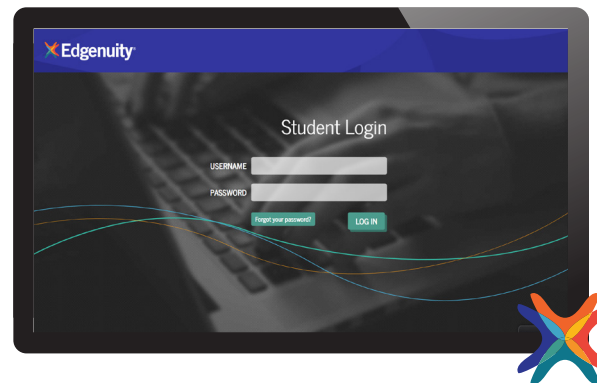 Edgenuity
Student Login
USERNAME
PASSWORD
Forgot your password?
LOG IN